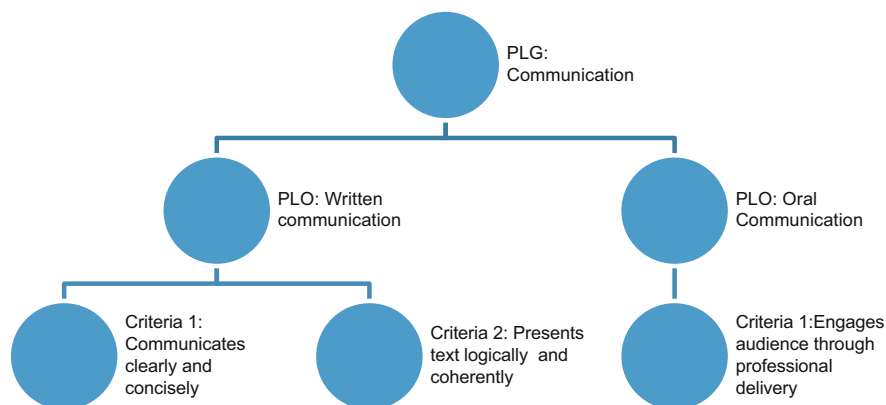 PLG:
Communication
PLO: Written
communication
PLO: Oral
Communication
Criteria 1:
Communicates
clearly and
concisely
Criteria 2: Presents
text logically  and
coherently
Criteria 1:Engages
audience through
professional
delivery